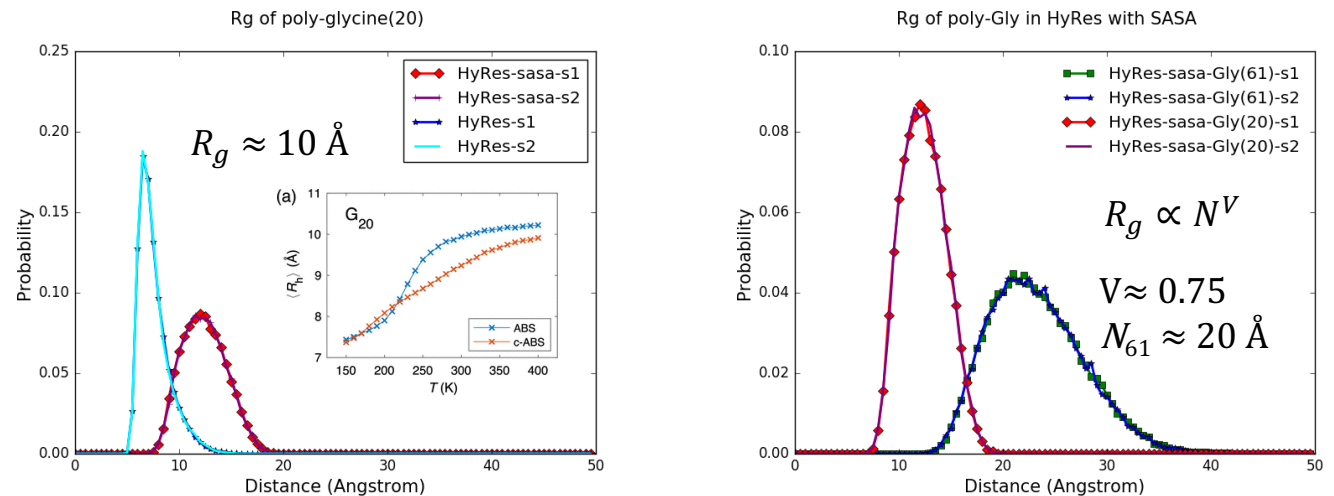 Rg of poly-glycine(20)
0.25
0.20
0.15
0.10
0.05
0.00
Probability
0
10
20
30
40
50
Distance (Angstrom)
HyRes-sasa-s1
HyRes-sasa-s2
HyRes-s1
HyRes-s2
R_g ≈ 10 Å
(a)
G₂₀
11
10
9
8
7
⟨R_h⟩ (Å)
150
200
250
300
350
400
T (K)
ABS
c-ABS
Rg of poly-Gly in HyRes with SASA
0.10
0.08
0.06
0.04
0.02
0.00
Probability
0
10
20
30
40
50
Distance (Angstrom)
HyRes-sasa-Gly(61)-s1
HyRes-sasa-Gly(61)-s2
HyRes-sasa-Gly(20)-s1
HyRes-sasa-Gly(20)-s2
R_g ∝ N^V
V≈ 0.75
N₆₁ ≈ 20 Å